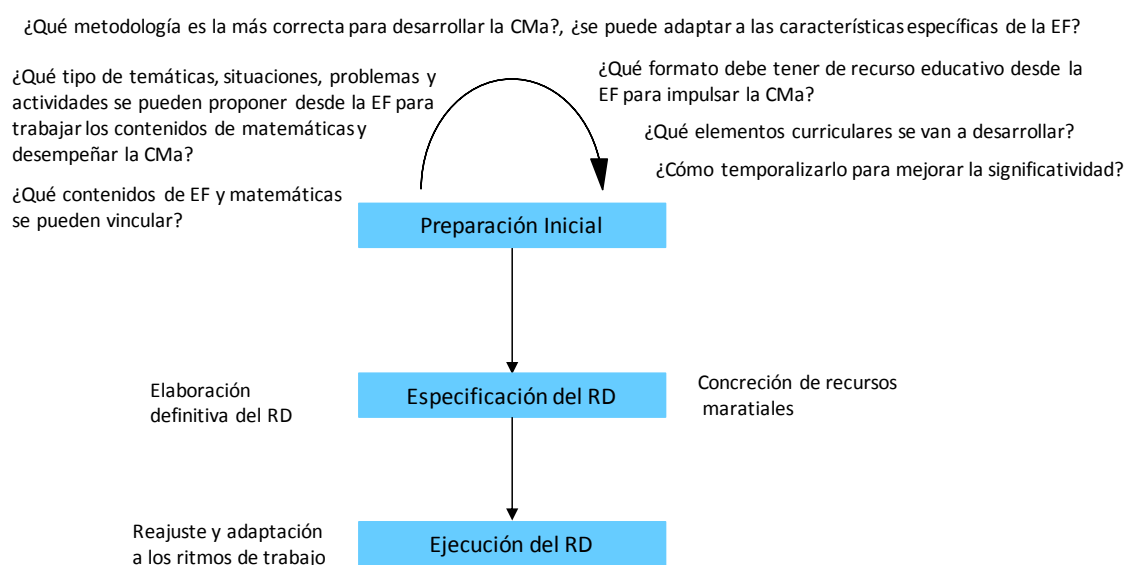 ¿Qué metodología es la más correcta para desarrollar la CMa?, ¿se puede adaptar a las características específicas de la EF?
¿Qué tipo de temáticas, situaciones, problemas y
actividades se pueden proponer desde la EF para
trabajar los contenidos de matemáticas y
desempeñar la CMa?
¿Qué formato debe tener de recurso educativo desde la
EF para impulsar la CMa?
¿Qué elementos curriculares se van a desarrollar?
¿Cómo temporalizarlo para mejorar la significatividad?
¿Qué contenidos de EF y matemáticas
se pueden vincular?
Preparación Inicial
Elaboración
definitiva del RD
Especificación del RD
Concreción de recursos
maratiales
Reajuste y adaptación
a los ritmos de trabajo
Ejecución del RD